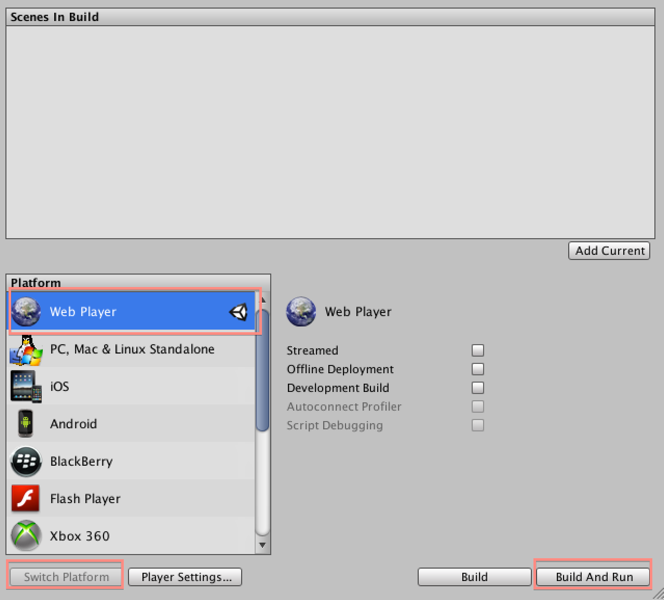 Scenes In Build
Add Current
Platform
Web Player
PC, Mac & Linux Standalone
iOS
Android
BlackBerry
Flash Player
Xbox 360
Web Player
Streamed
Offline Deployment
Development Build
Autoconnect Profiler
Script Debugging
Switch Platform
Player Settings...
Build
Build And Run